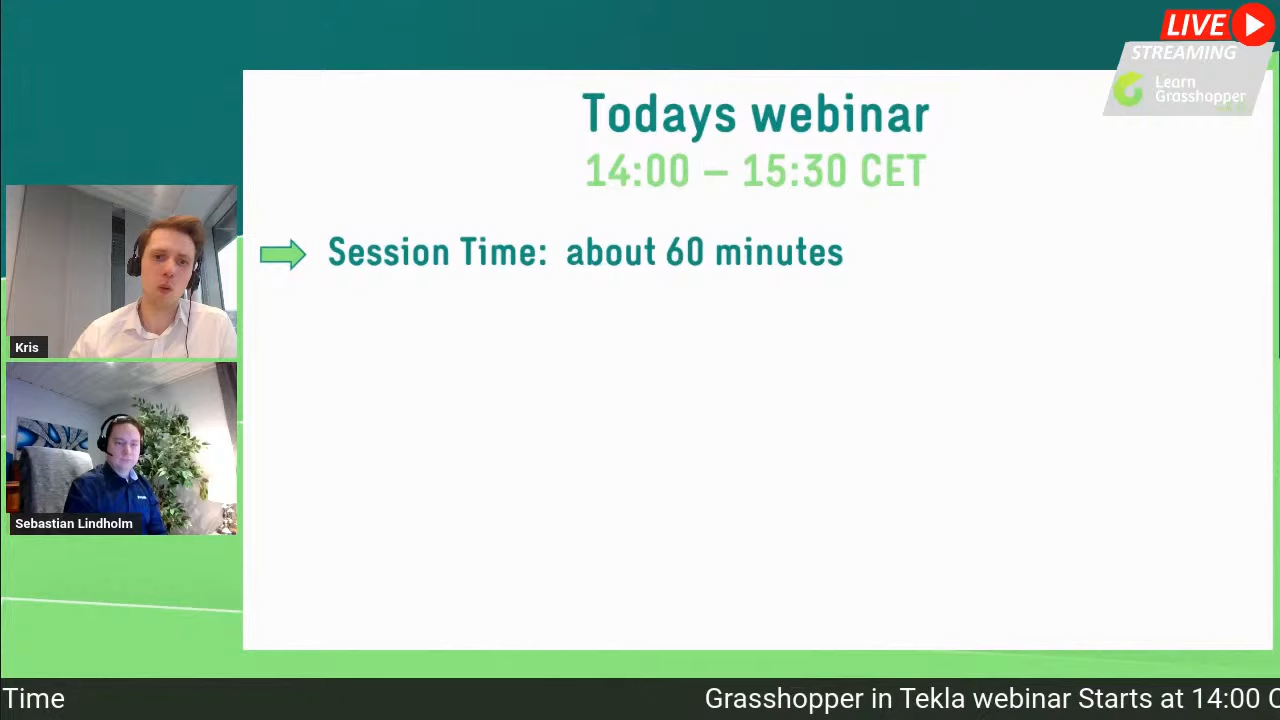 LIVE
STREAMING
Learn
Grasshopper
Todays webinar
14:00 – 15:30 CET
Session Time: about 60 minutes
Kris
Sebastian Lindholm
Time
Grasshopper in Tekla webinar Starts at 14:00 C